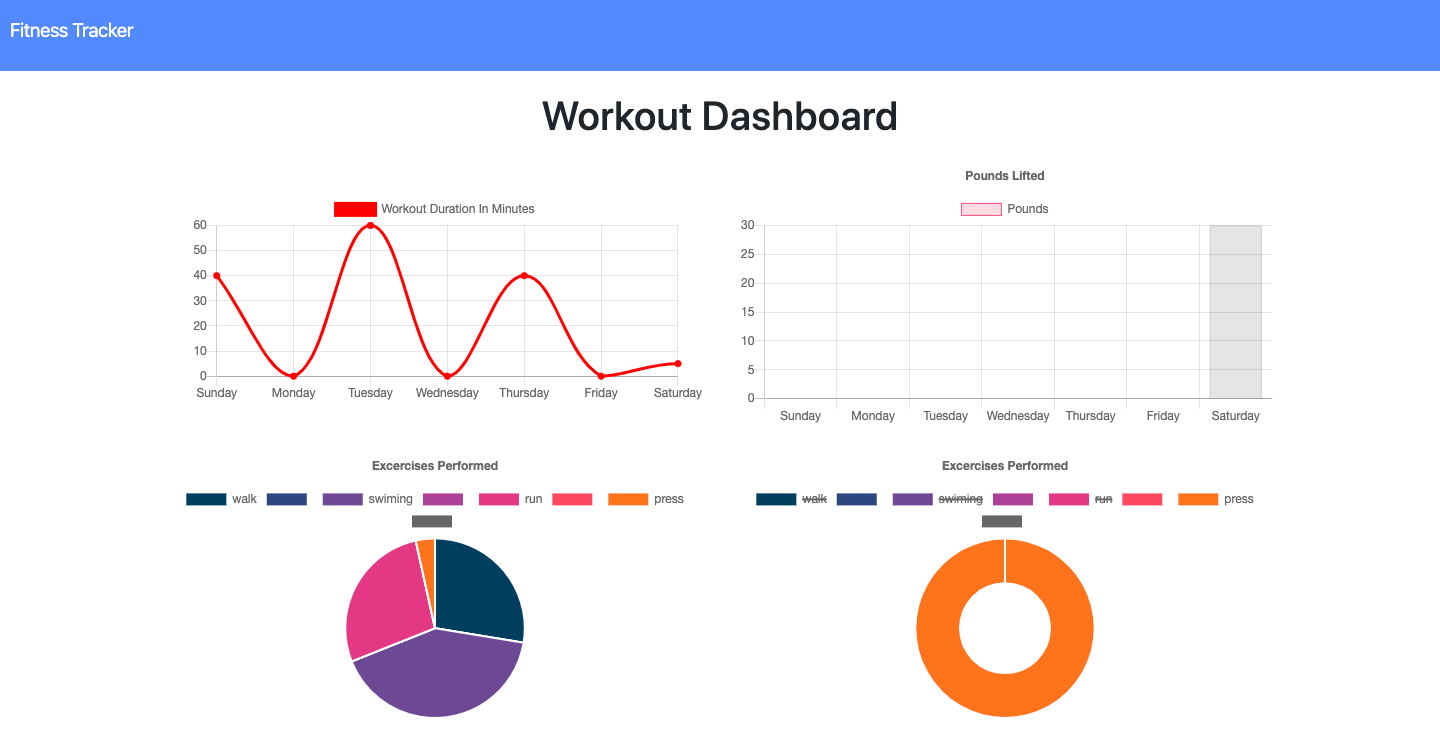 Fitness Tracker
Workout Dashboard
Workout Duration In Minutes
60
50
40
30
20
10
0
Sunday Monday Tuesday Wednesday Thursday Friday Saturday
Pounds Lifted
Pounds
30
25
20
15
10
5
0
Sunday Monday Tuesday Wednesday Thursday Friday Saturday
Excercises Performed
walk swiming run press
Excercises Performed
walk swiming run press